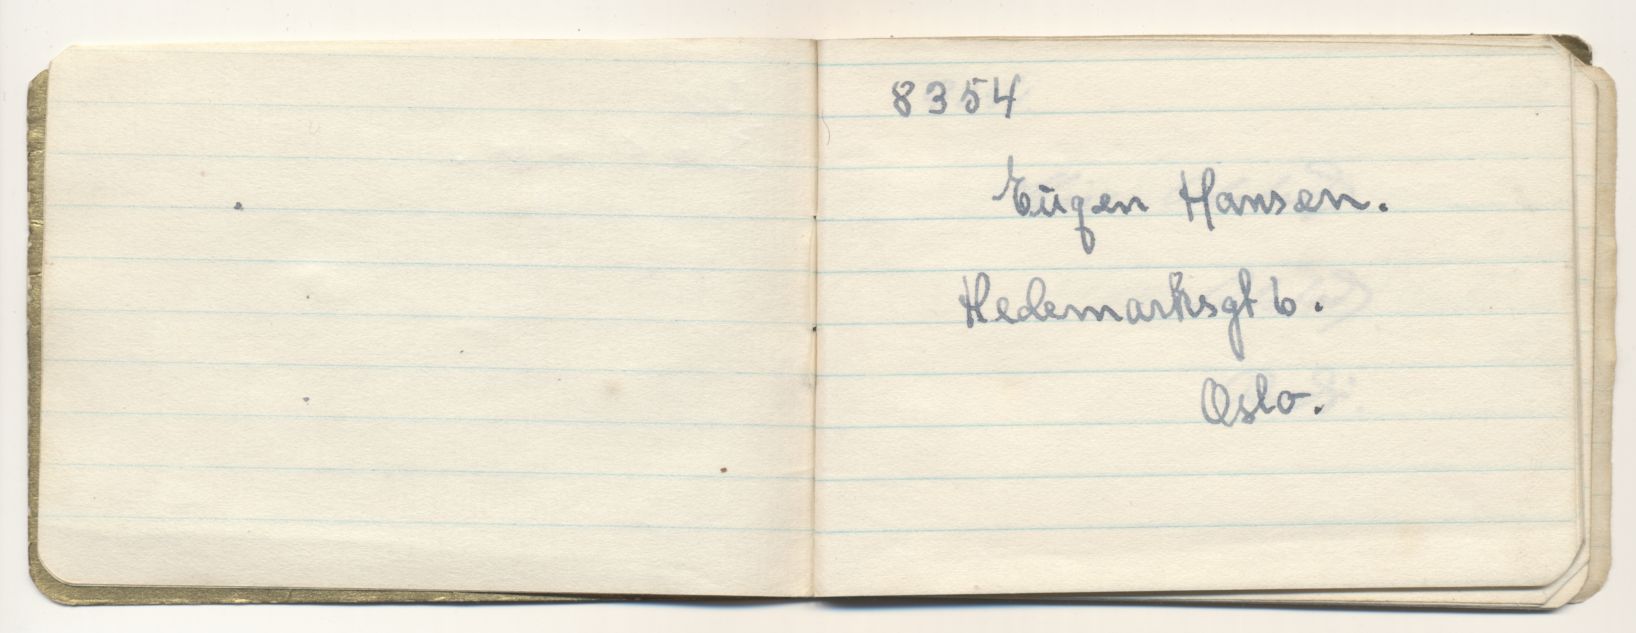 8354
Eugen Hansen.
Hedemarksgt 6.
Oslo.